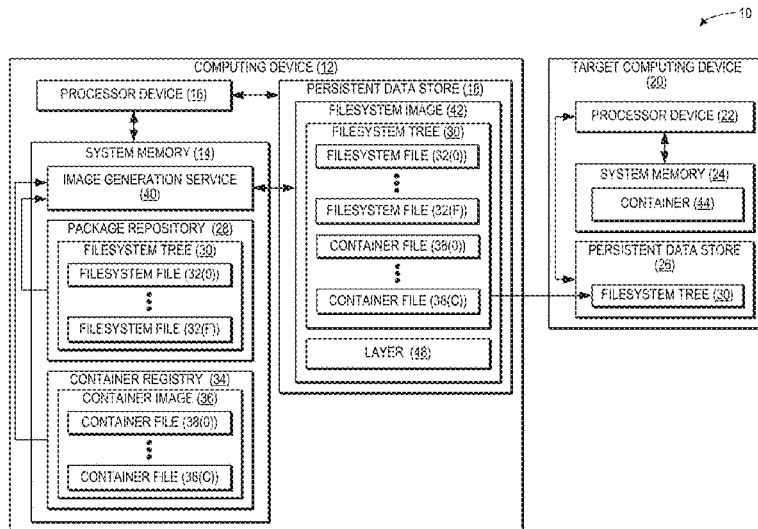 10
COMPUTING DEVICE (12)
PROCESSOR DEVICE (16)
SYSTEM MEMORY (14)
IMAGE GENERATION SERVICE
(40)
PACKAGE REPOSITORY (28)
FILESYSTEM TREE (30)
FILESYSTEM FILE (32(0))
FILESYSTEM FILE (32(F))
CONTAINER REGISTRY (34)
CONTAINER IMAGE (36)
CONTAINER FILE (38(0))
CONTAINER FILE (38(C))
PERSISTENT DATA STORE (18)
FILESYSTEM IMAGE (42)
FILESYSTEM TREE (30)
FILESYSTEM FILE (32(0))
FILESYSTEM FILE (32(F))
CONTAINER FILE (38(0))
CONTAINER FILE (38(C))
LAYER (48)
TARGET COMPUTING DEVICE
(20)
PROCESSOR DEVICE (22)
SYSTEM MEMORY (24)
CONTAINER (44)
PERSISTENT DATA STORE
(26)
FILESYSTEM TREE (30)